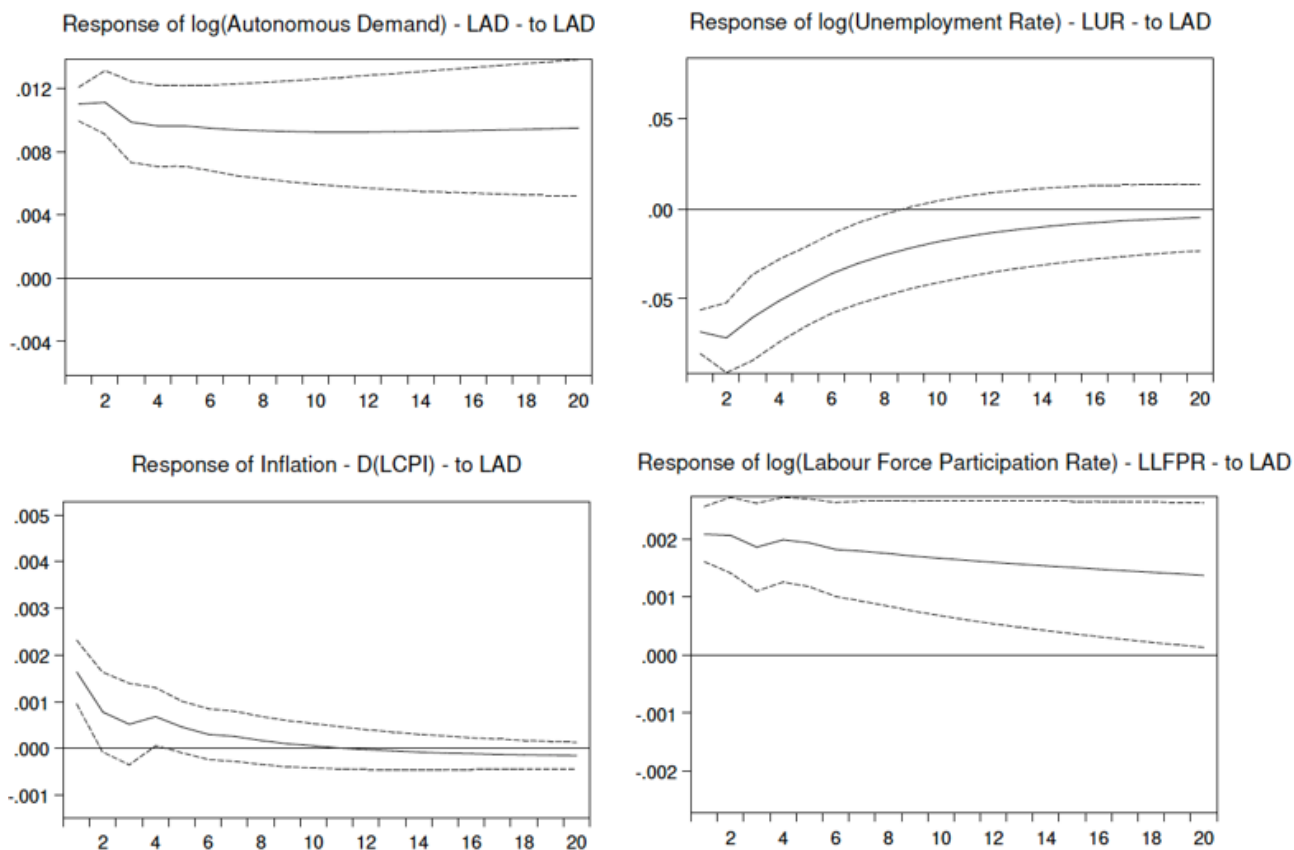 Response of log(Autonomous Demand) - LAD - to LAD
.012
.008
.004
.000
-.004
2 4 6 8 10 12 14 16 18 20
Response of log(Unemployment Rate) - LUR - to LAD
.05
.00
-.05
2 4 6 8 10 12 14 16 18 20
Response of Inflation - D(LCPI) - to LAD
.005
.004
.003
.002
.001
.000
-.001
2 4 6 8 10 12 14 16 18 20
Response of log(Labour Force Participation Rate) - LLFPR - to LAD
.002
.001
.000
-.001
-.002
2 4 6 8 10 12 14 16 18 20